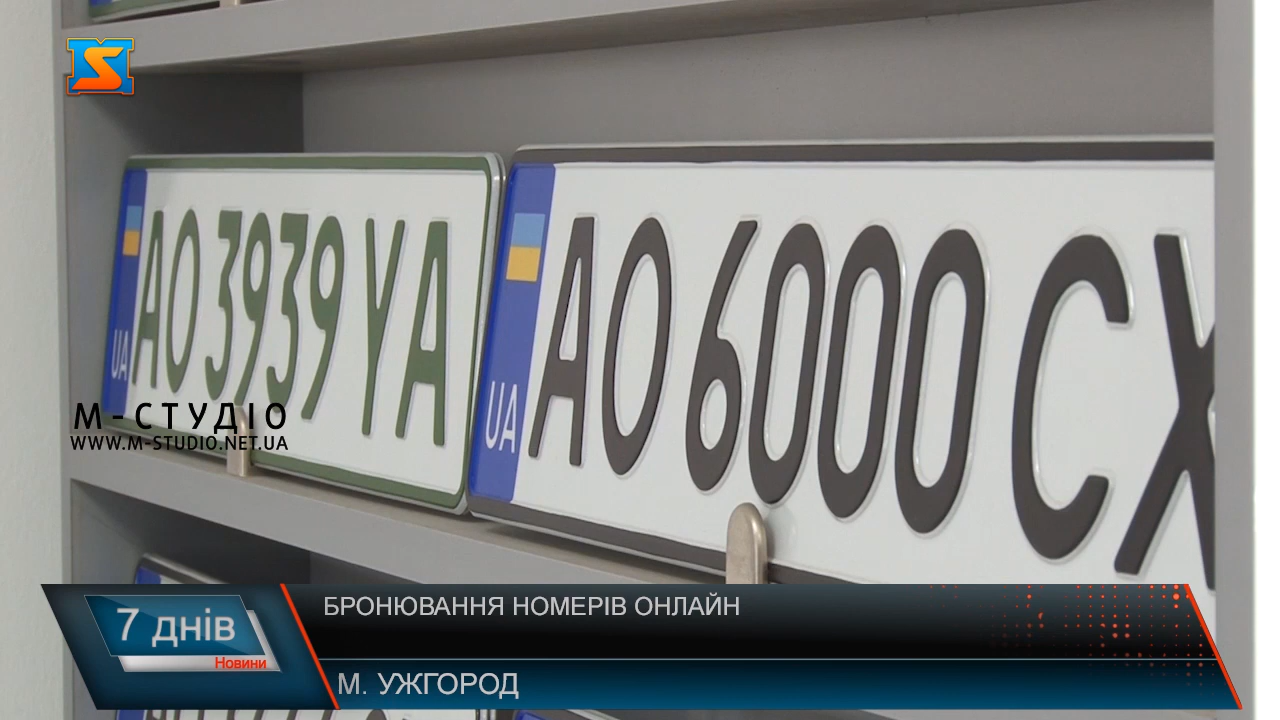 UA AO 3939 YA
UA AO 6000 CX
М-СТУДІО
WWW.M-STUDIO.NET.UA
7 днів
Новини
БРОНЮВАННЯ НОМЕРІВ ОНЛАЙН
М. УЖГОРОД